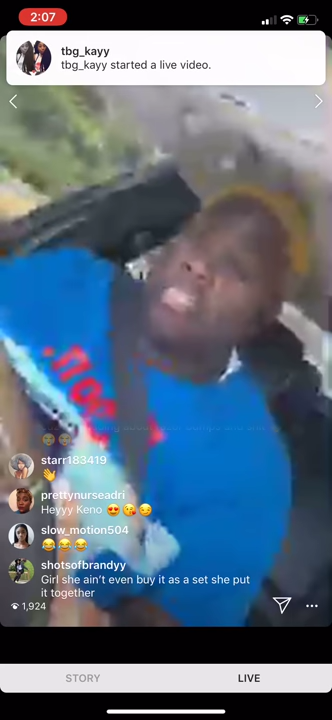 2:07
tbg_kayy
tbg_kayy started a live video.
starr183419
👋
prettynurseadri
Heyyy Keno 😍😘😏
slow_motion504
😂😂😂
shotsofbrandyy
Girl she ain't even buy it as a set she put
it together
1,924
STORY
LIVE